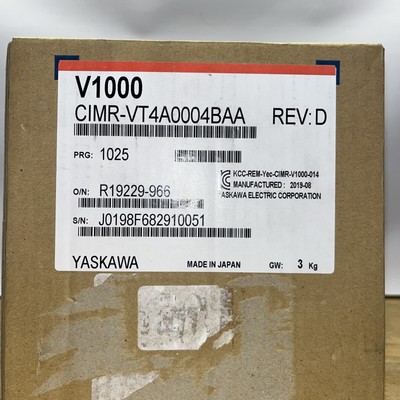 V1000
CIMR-VT4A0004BAA REV: D
PRG: 1025
KCC-REM-Yec-CIMR-V1000-014
MANUFACTURED : 2019-08
YASKAWA ELECTRIC CORPORATION
O/N: R19229-966
S/N: J0198F682910051
YASKAWA MADE IN JAPAN GW: 3 Kg